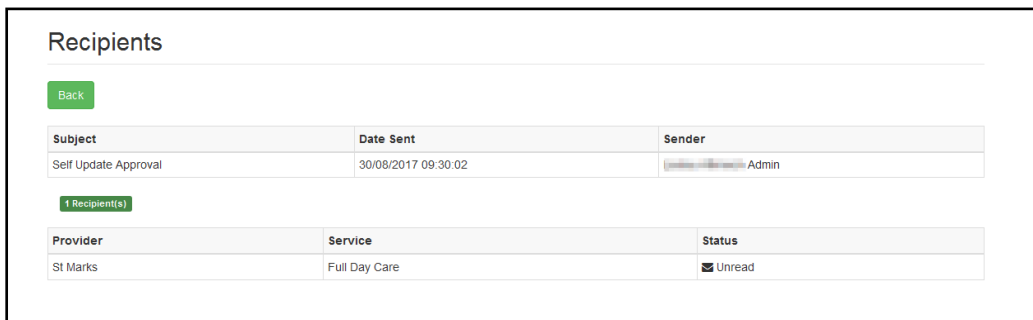 Recipients
Back
Subject Date Sent Sender
Self Update Approval 30/08/2017 09:30:02 Admin
1 Recipient(s)
Provider Service Status
St Marks Full Day Care Unread